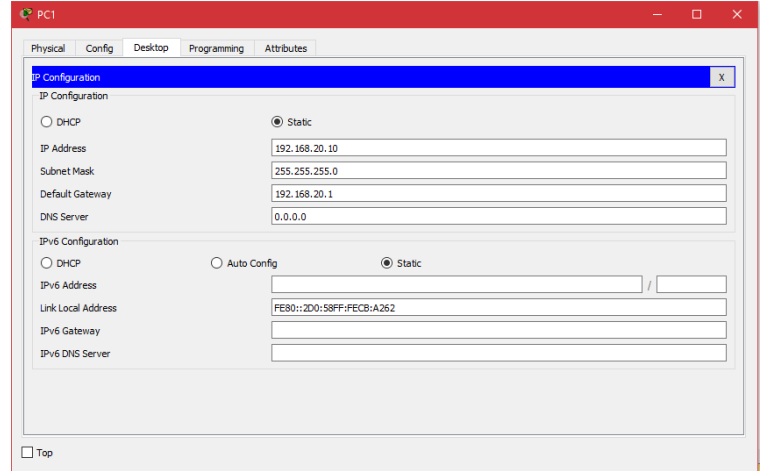 PC1
Physical Config Desktop Programming Attributes
IP Configuration X
IP Configuration
DHCP Static
IP Address 192.168.20.10
Subnet Mask 255.255.255.0
Default Gateway 192.168.20.1
DNS Server 0.0.0.0
IPv6 Configuration
DHCP Auto Config Static
IPv6 Address /
Link Local Address FE80::2D0:58FF:FECB:A262
IPv6 Gateway
IPv6 DNS Server
Top